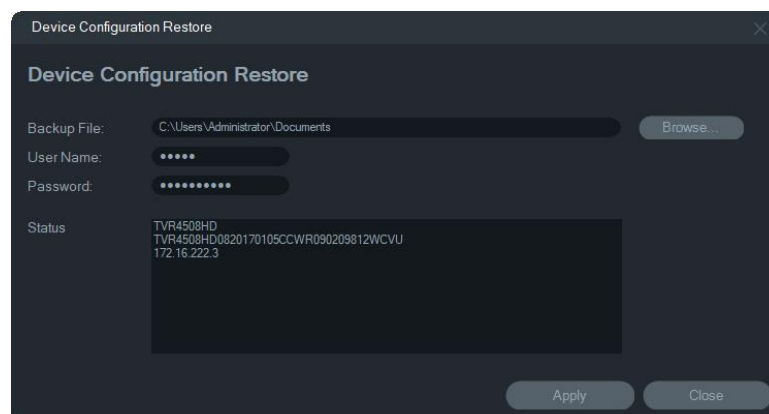 Device Configuration Restore
Device Configuration Restore
Backup File: C:\Users\Administrator\Documents Browse...
User Name: •••••
Password: ••••••••••
Status TVR4508HD
TVR4508HD0820170105CCWR090209812WCVU
172.16.222.3
Apply Close